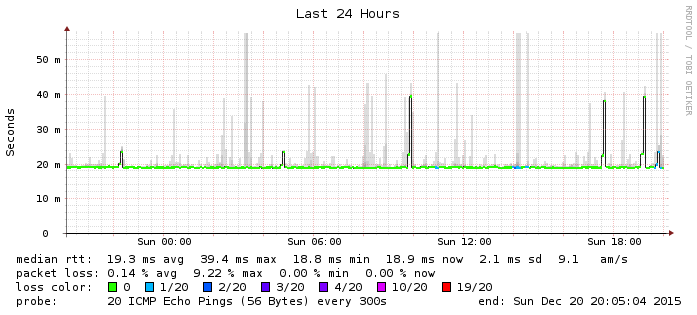 Last 24 Hours
RRDTOOL / TOBI OETIKER
Seconds
50 m
40 m
30 m
20 m
10 m
0
Sun 00:00 Sun 06:00 Sun 12:00 Sun 18:00
median rtt: 19.3 ms avg 39.4 ms max 18.8 ms min 18.9 ms now 2.1 ms sd 9.1 am/s
packet loss: 0.14 % avg 9.22 % max 0.00 % min 0.00 % now
loss color: 0 1/20 2/20 3/20 4/20 10/20 19/20
probe: 20 ICMP Echo Pings (56 Bytes) every 300s end: Sun Dec 20 20:05:04 2015